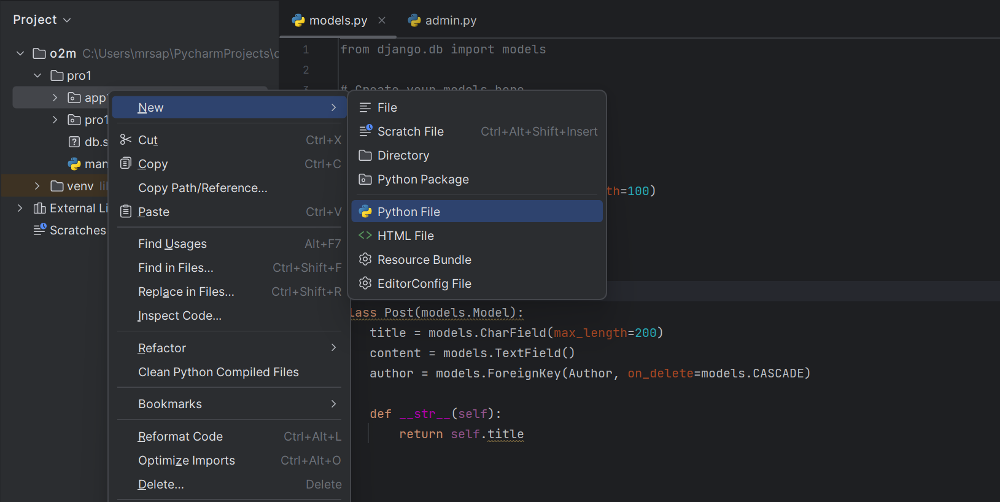 Project
models.py
admin.py
o2m C:\Users\mrsap\PycharmProjects\
pro1
app
pro1
db.s
man
venv li
External Li
Scratches
New
Cut Ctrl+X
Copy Ctrl+C
Copy Path/Reference...
Paste Ctrl+V
Find Usages Alt+F7
Find in Files... Ctrl+Shift+F
Replace in Files... Ctrl+Shift+R
Inspect Code...
Refactor
Clean Python Compiled Files
Bookmarks
Reformat Code Ctrl+Alt+L
Optimize Imports Ctrl+Alt+O
Delete... Delete
File
Scratch File Ctrl+Alt+Shift+Insert
Directory
Python Package
Python File
HTML File
Resource Bundle
EditorConfig File
1 from django.db import models
2
3 # Create your models here
th=100)
lass Post(models.Model):
title = models.CharField(max_length=200)
content = models.TextField()
author = models.ForeignKey(Author, on_delete=models.CASCADE)
def __str__(self):
return self.title